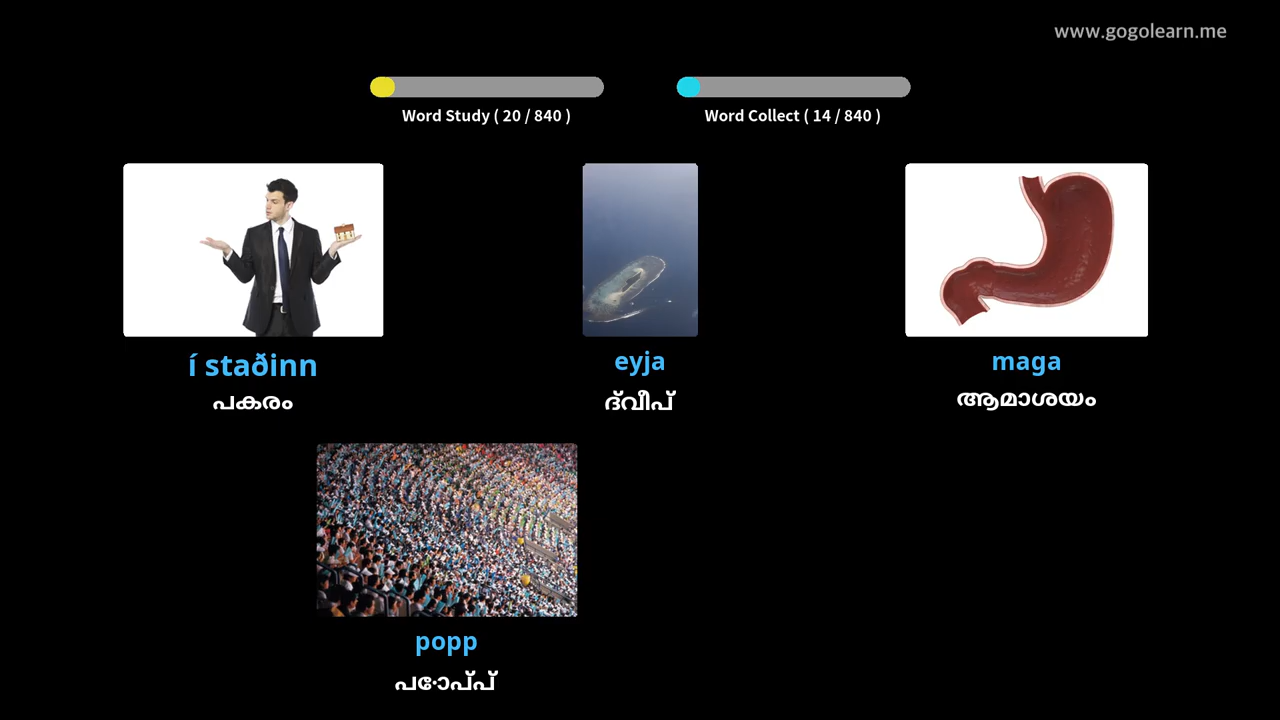 www.gogolearn.me
Word Study ( 20 / 840 )
Word Collect ( 14 / 840 )
í staðinn
പകരം
eyja
ദ്വീപ്
maga
ആമാശയം
popp
പോപ്പ്